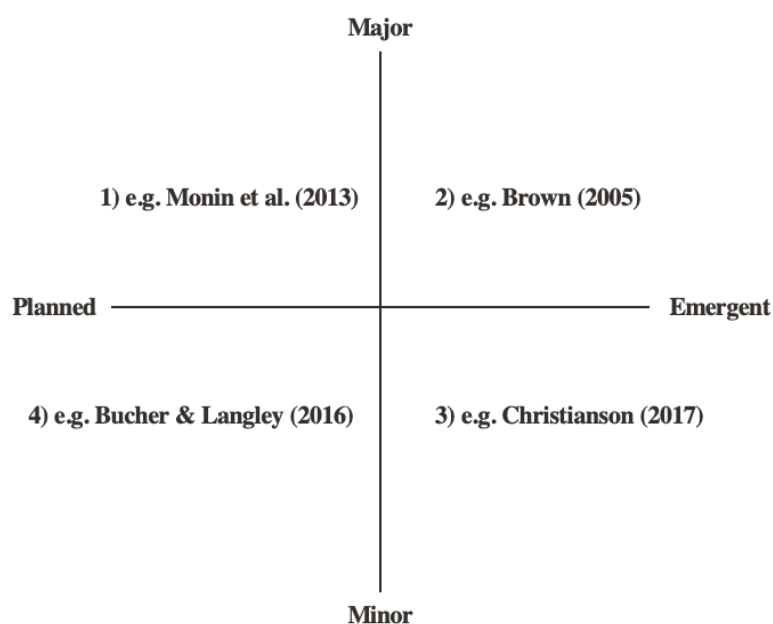 Major
1) e.g. Monin et al. (2013)
2) e.g. Brown (2005)
Planned
Emergent
4) e.g. Bucher & Langley (2016)
3) e.g. Christianson (2017)
Minor